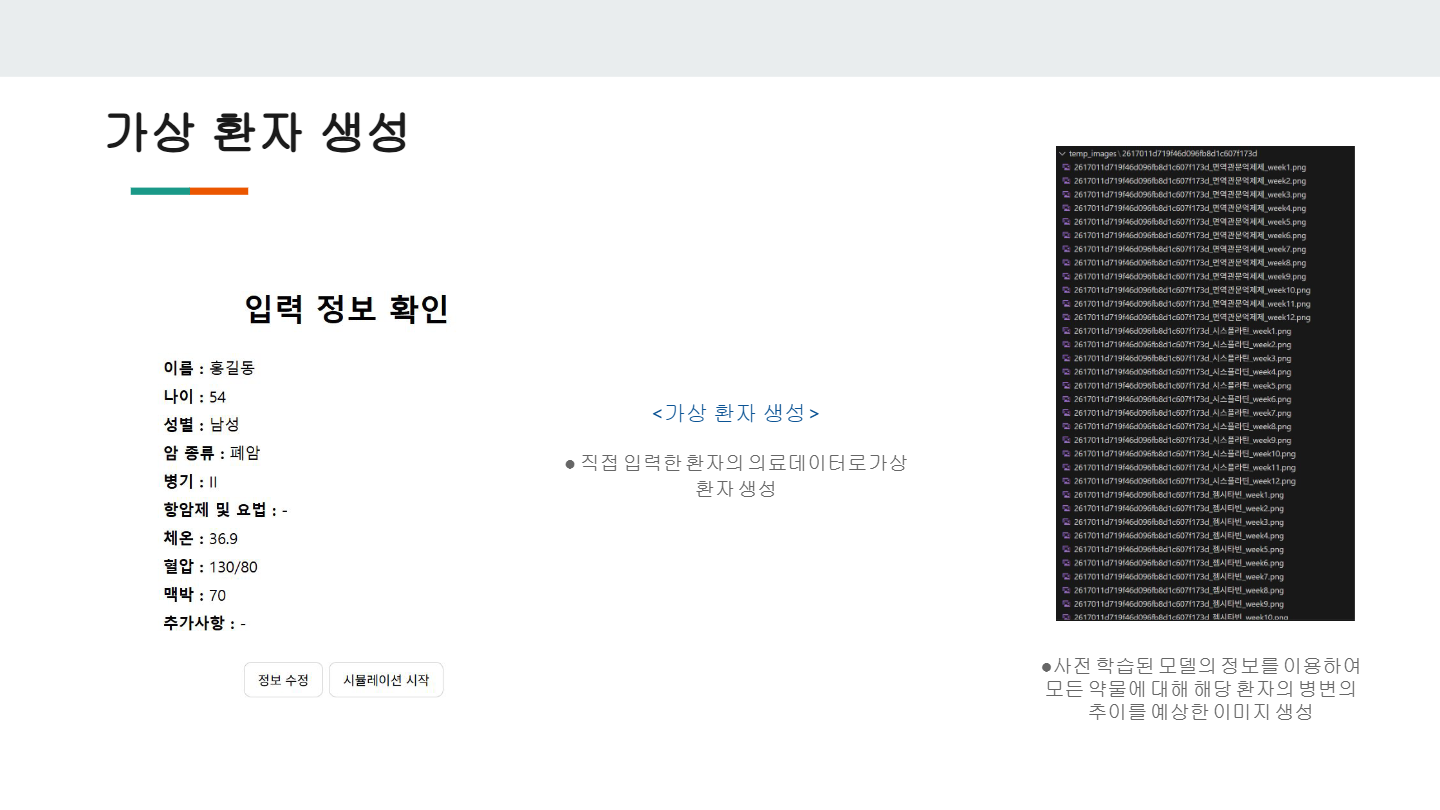 가상 환자 생성
입력 정보 확인
이름 : 홍길동
나이 : 54
성별 : 남성
암 종류 : 폐암
병기 : II
항암제 및 요법 : -
체온 : 36.9
혈압 : 130/80
맥박 : 70
추가사항 : -
정보 수정
시뮬레이션 시작
<가상 환자 생성>
● 직접 입력한 환자의 의료데이터로가상
환자 생성
temp_images\2617011d719f46d096fb8d1c607f173d
2617011d719f46d096fb8d1c607f173d_면역관문억제제_week1.png
2617011d719f46d096fb8d1c607f173d_면역관문억제제_week2.png
2617011d719f46d096fb8d1c607f173d_면역관문억제제_week3.png
2617011d719f46d096fb8d1c607f173d_면역관문억제제_week4.png
2617011d719f46d096fb8d1c607f173d_면역관문억제제_week5.png
2617011d719f46d096fb8d1c607f173d_면역관문억제제_week6.png
2617011d719f46d096fb8d1c607f173d_면역관문억제제_week7.png
2617011d719f46d096fb8d1c607f173d_면역관문억제제_week8.png
2617011d719f46d096fb8d1c607f173d_면역관문억제제_week9.png
2617011d719f46d096fb8d1c607f173d_면역관문억제제_week10.png
2617011d719f46d096fb8d1c607f173d_면역관문억제제_week11.png
2617011d719f46d096fb8d1c607f173d_면역관문억제제_week12.png
2617011d719f46d096fb8d1c607f173d_시스플라틴_week1.png
2617011d719f46d096fb8d1c607f173d_시스플라틴_week2.png
2617011d719f46d096fb8d1c607f173d_시스플라틴_week3.png
2617011d719f46d096fb8d1c607f173d_시스플라틴_week4.png
2617011d719f46d096fb8d1c607f173d_시스플라틴_week5.png
2617011d719f46d096fb8d1c607f173d_시스플라틴_week6.png
2617011d719f46d096fb8d1c607f173d_시스플라틴_week7.png
2617011d719f46d096fb8d1c607f173d_시스플라틴_week8.png
2617011d719f46d096fb8d1c607f173d_시스플라틴_week9.png
2617011d719f46d096fb8d1c607f173d_시스플라틴_week10.png
2617011d719f46d096fb8d1c607f173d_시스플라틴_week11.png
2617011d719f46d096fb8d1c607f173d_시스플라틴_week12.png
2617011d719f46d096fb8d1c607f173d_젬시타빈_week1.png
2617011d719f46d096fb8d1c607f173d_젬시타빈_week2.png
2617011d719f46d096fb8d1c607f173d_젬시타빈_week3.png
2617011d719f46d096fb8d1c607f173d_젬시타빈_week4.png
2617011d719f46d096fb8d1c607f173d_젬시타빈_week5.png
2617011d719f46d096fb8d1c607f173d_젬시타빈_week6.png
2617011d719f46d096fb8d1c607f173d_젬시타빈_week7.png
2617011d719f46d096fb8d1c607f173d_젬시타빈_week8.png
2617011d719f46d096fb8d1c607f173d_젬시타빈_week9.png
2617011d719f46d096fb8d1c607f173d_젬시타빈_week10.png
●사전 학습된 모델의 정보를 이용하여
모든 약물에 대해 해당 환자의 병변의
추이를 예상한 이미지 생성